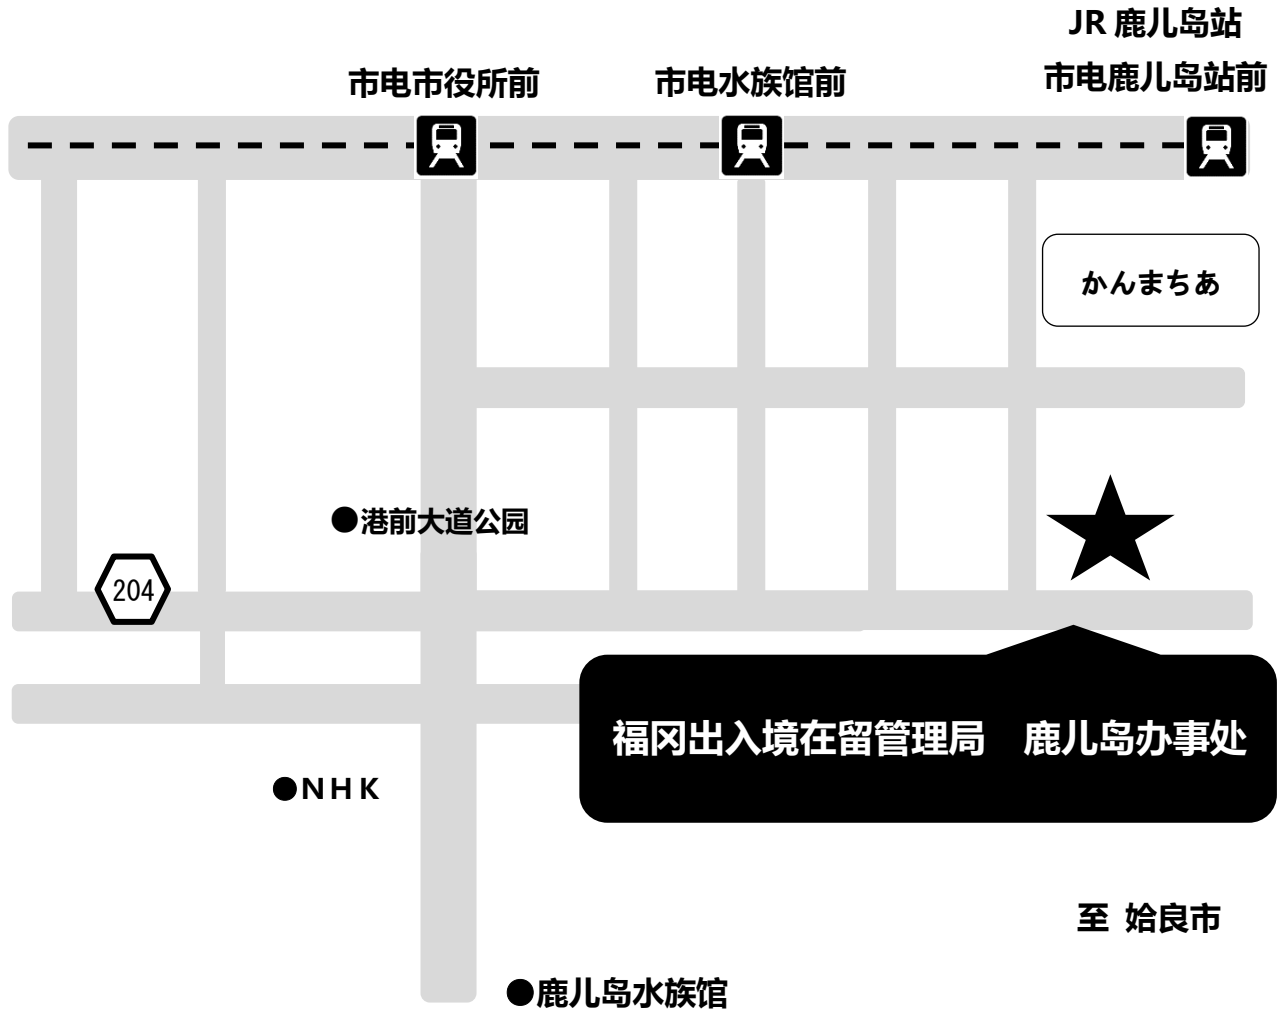 JR 鹿儿岛站
市电市役所前
市电水族馆前
市电鹿儿岛站前
かんまちあ
●港前大道公园
204
福冈出入境在留管理局　鹿儿岛办事处
●NHK
至 姶良市
●鹿儿岛水族馆